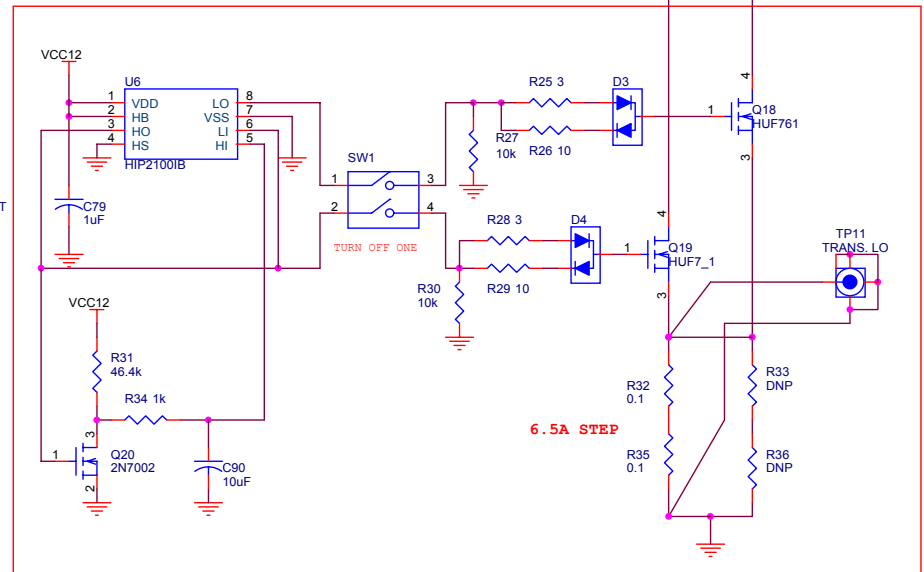 VCC12
U6
1 VDD LO 8
2 HB VSS 7
3 HO LI 6
4 HS HI 5
HIP2100IB
C79
1uF
T
SW1
1 3
2 4
TURN OFF ONE
R25 3
D3
R27
10k
R26 10
4
1
Q18
HUF761
3
R28 3
D4
R30
10k
R29 10
4
1
Q19
HUF7_1
3
TP11
TRANS. LO
VCC12
R31
46.4k
R34 1k
3
1
Q20
2N7002
2
C90
10uF
R32
0.1
R33
DNP
6.5A STEP
R35
0.1
R36
DNP